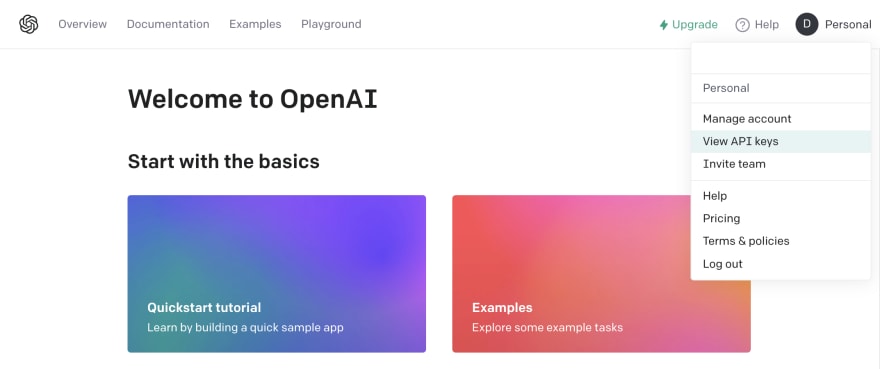 Overview Documentation Examples Playground Upgrade Help D Personal
Personal
Manage account
View API keys
Invite team
Help
Pricing
Terms & policies
Log out
Welcome to OpenAI
Start with the basics
Quickstart tutorial
Learn by building a quick sample app
Examples
Explore some example tasks